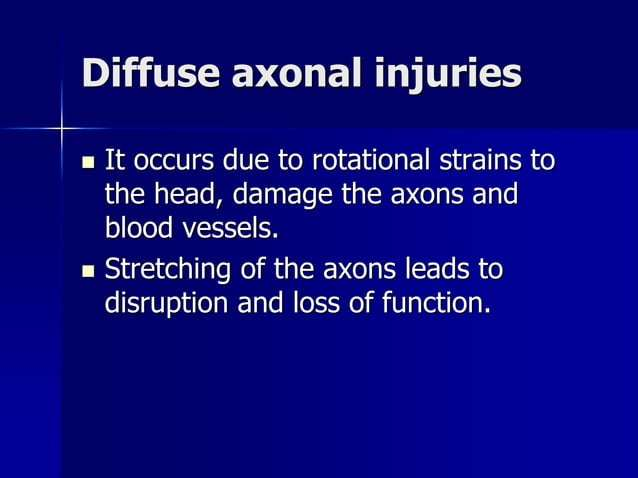 Diffuse axonal injuries
It occurs due to rotational strains to
the head, damage the axons and
blood vessels.
Stretching of the axons leads to
disruption and loss of function.